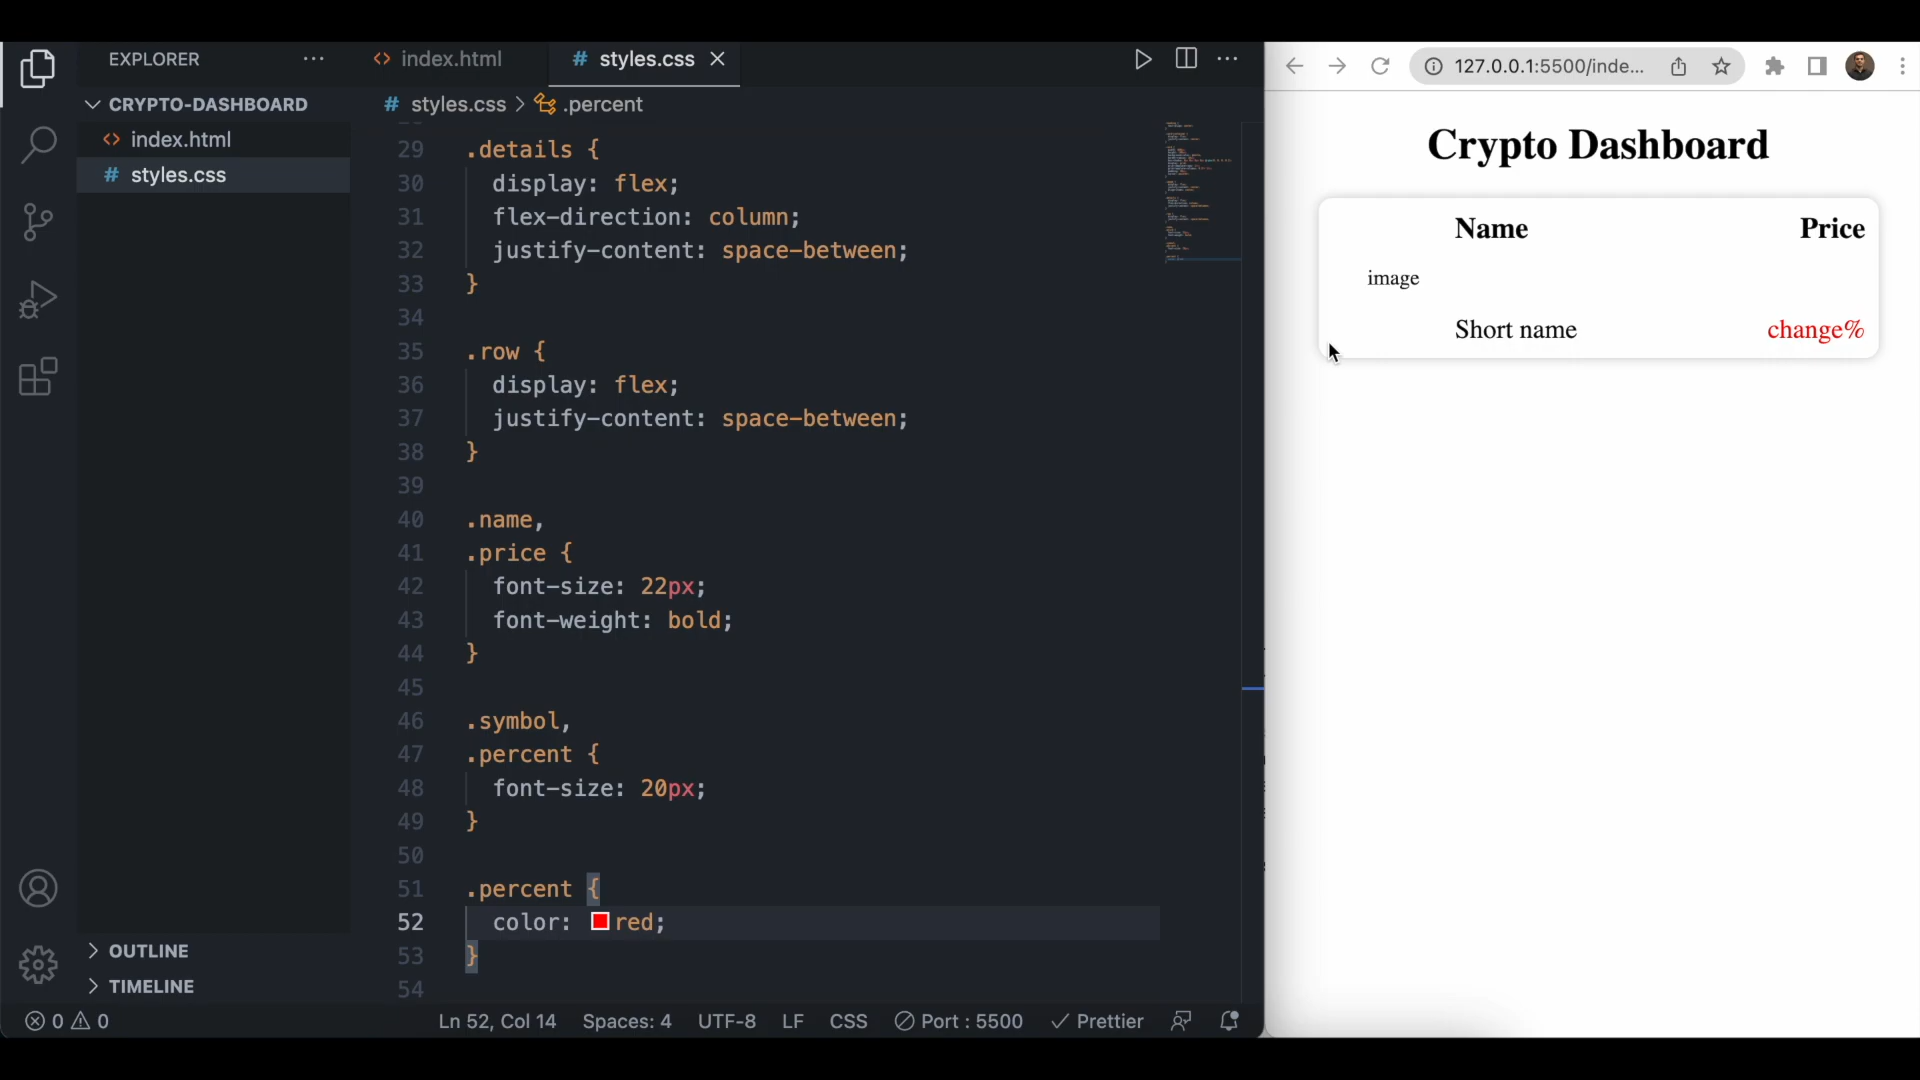 EXPLORER
index.html
styles.css
CRYPTO-DASHBOARD
index.html
styles.css
styles.css > .percent
29 .details {
30 display: flex;
31 flex-direction: column;
32 justify-content: space-between;
33 }
34
35 .row {
36 display: flex;
37 justify-content: space-between;
38 }
39
40 .name,
41 .price {
42 font-size: 22px;
43 font-weight: bold;
44 }
45
46 .symbol,
47 .percent {
48 font-size: 20px;
49 }
50
51 .percent {
52 color: red;
53 }
54
OUTLINE
TIMELINE
0 0
Ln 52, Col 14 Spaces: 4 UTF-8 LF CSS Port : 5500 Prettier
127.0.0.1:5500/inde...
Crypto Dashboard
Name Price
image
Short name change%